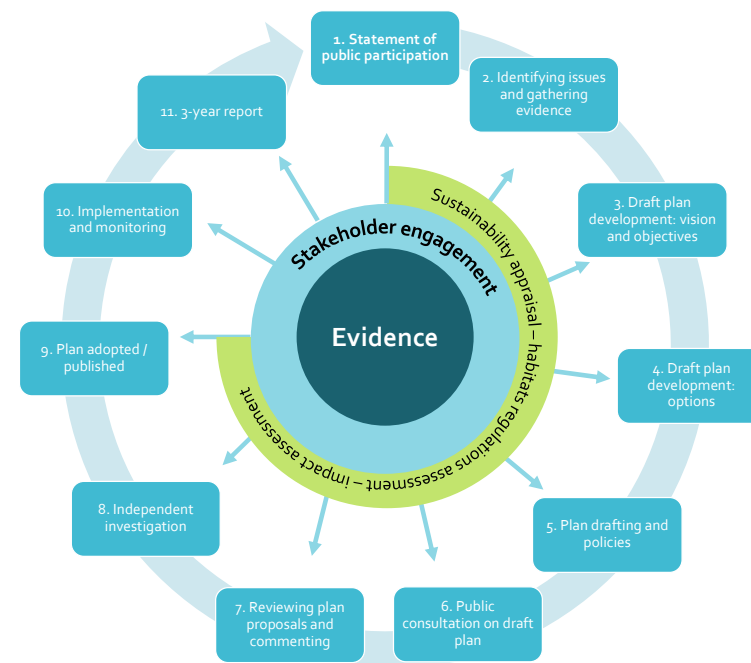 1. Statement of
public participation
2. Identifying issues
and gathering
evidence
3. Draft plan
development: vision
and objectives
4. Draft plan
development:
options
5. Plan drafting and
policies
6. Public
consultation on draft
plan
7. Reviewing plan
proposals and
commenting
8. Independent
investigation
9. Plan adopted /
published
10. Implementation
and monitoring
11. 3-year report
Sustainability appraisal – habitats regulations assessment – impact assessment
Stakeholder engagement
Evidence